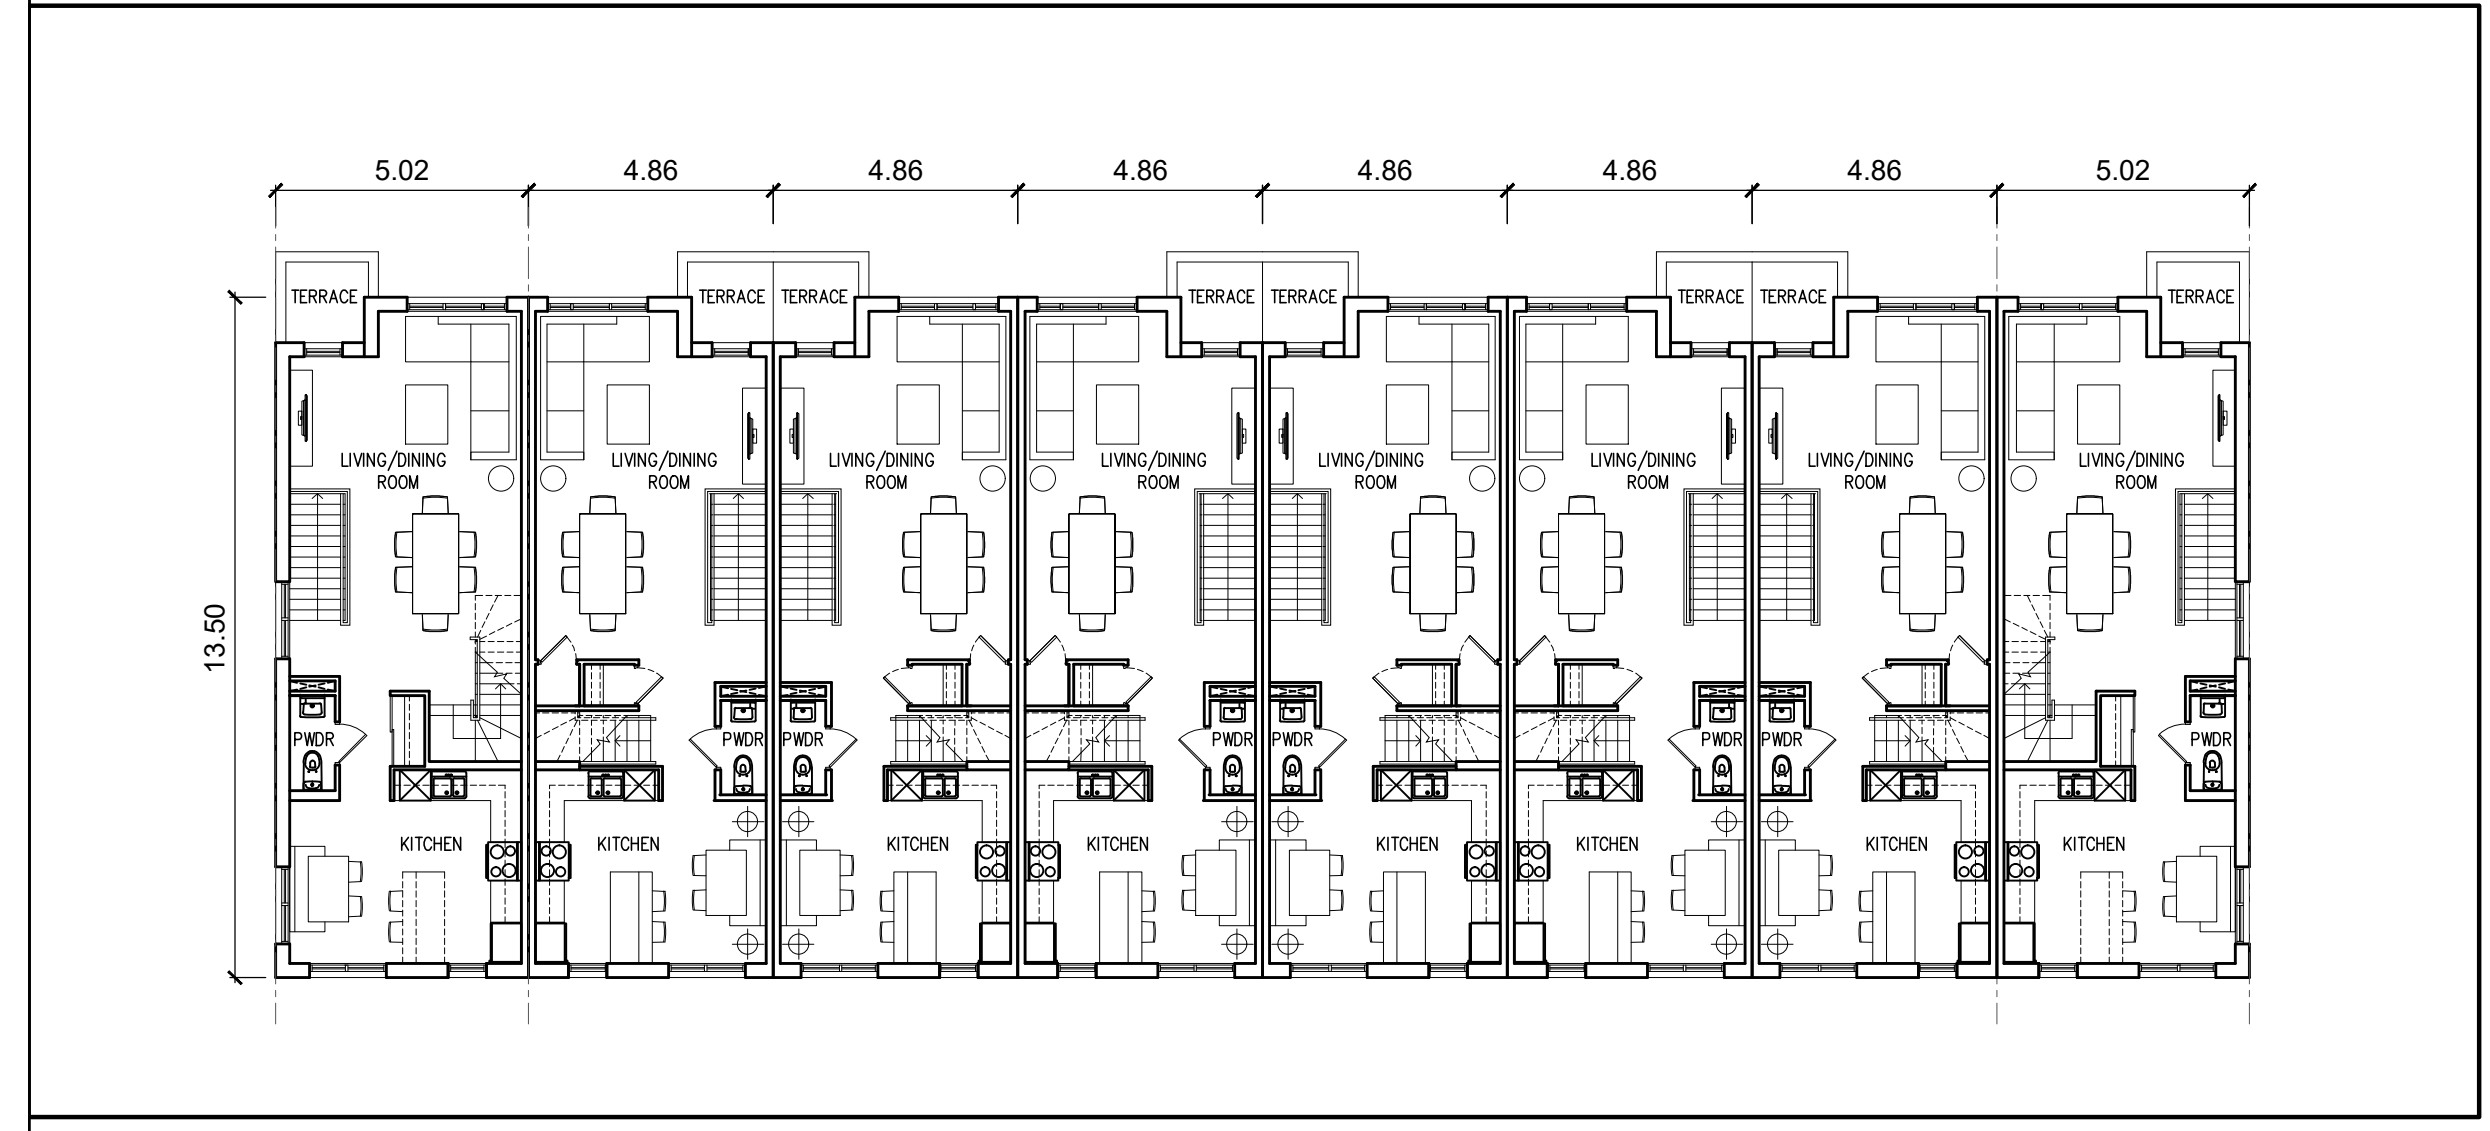 5.02
4.86
4.86
4.86
4.86
4.86
4.86
5.02
TERRACE
TERRACE
TERRACE
TERRACE
TERRACE
TERRACE
TERRACE
TERRACE
LIVING/DINING
ROOM
LIVING/DINING
ROOM
LIVING/DINING
ROOM
LIVING/DINING
ROOM
LIVING/DINING
ROOM
LIVING/DINING
ROOM
LIVING/DINING
ROOM
LIVING/DINING
ROOM
13.50
PWDR
PWDR
PWDR
PWDR
PWDR
PWDR
PWDR
PWDR
KITCHEN
KITCHEN
KITCHEN
KITCHEN
KITCHEN
KITCHEN
KITCHEN
KITCHEN